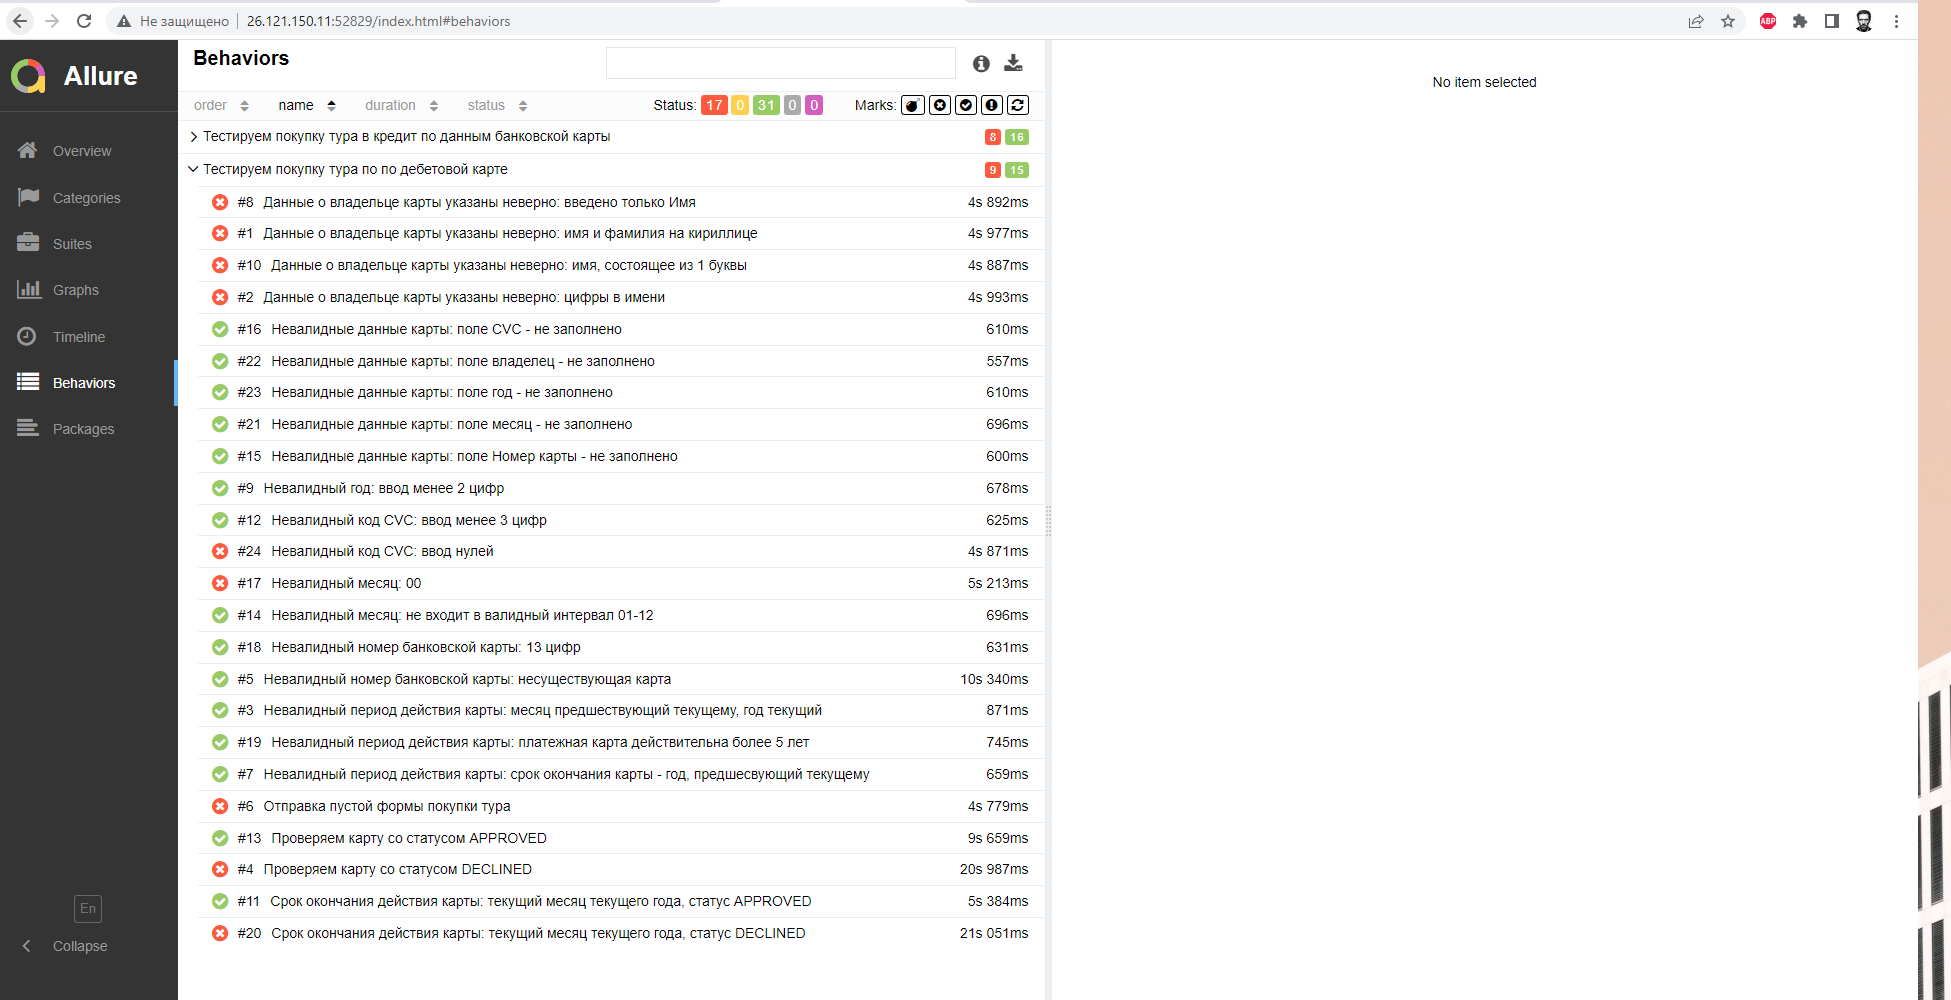 Не защищено 26.121.150.11:52829/index.html#behaviors
ABP
Allure
Overview
Categories
Suites
Graphs
Timeline
Behaviors
Packages
En
Collapse
Behaviors
order name duration status Status: 17 0 31 0 0 Marks:
Тестируем покупку тура в кредит по данным банковской карты 8 16
Тестируем покупку тура по по дебетовой карте 9 15
#8 Данные о владельце карты указаны неверно: введено только Имя 4s 892ms
#1 Данные о владельце карты указаны неверно: имя и фамилия на кириллице 4s 977ms
#10 Данные о владельце карты указаны неверно: имя, состоящее из 1 буквы 4s 887ms
#2 Данные о владельце карты указаны неверно: цифры в имени 4s 993ms
#16 Невалидные данные карты: поле CVC - не заполнено 610ms
#22 Невалидные данные карты: поле владелец - не заполнено 557ms
#23 Невалидные данные карты: поле год - не заполнено 610ms
#21 Невалидные данные карты: поле месяц - не заполнено 696ms
#15 Невалидные данные карты: поле Номер карты - не заполнено 600ms
#9 Невалидный год: ввод менее 2 цифр 678ms
#12 Невалидный код CVC: ввод менее 3 цифр 625ms
#24 Невалидный код CVC: ввод нулей 4s 871ms
#17 Невалидный месяц: 00 5s 213ms
#14 Невалидный месяц: не входит в валидный интервал 01-12 696ms
#18 Невалидный номер банковской карты: 13 цифр 631ms
#5 Невалидный номер банковской карты: несуществующая карта 10s 340ms
#3 Невалидный период действия карты: месяц предшествующий текущему, год текущий 871ms
#19 Невалидный период действия карты: платежная карта действительна более 5 лет 745ms
#7 Невалидный период действия карты: срок окончания карты - год, предшесвующий текущему 659ms
#6 Отправка пустой формы покупки тура 4s 779ms
#13 Проверяем карту со статусом APPROVED 9s 659ms
#4 Проверяем карту со статусом DECLINED 20s 987ms
#11 Срок окончания действия карты: текущий месяц текущего года, статус APPROVED 5s 384ms
#20 Срок окончания действия карты: текущий месяц текущего года, статус DECLINED 21s 051ms
No item selected